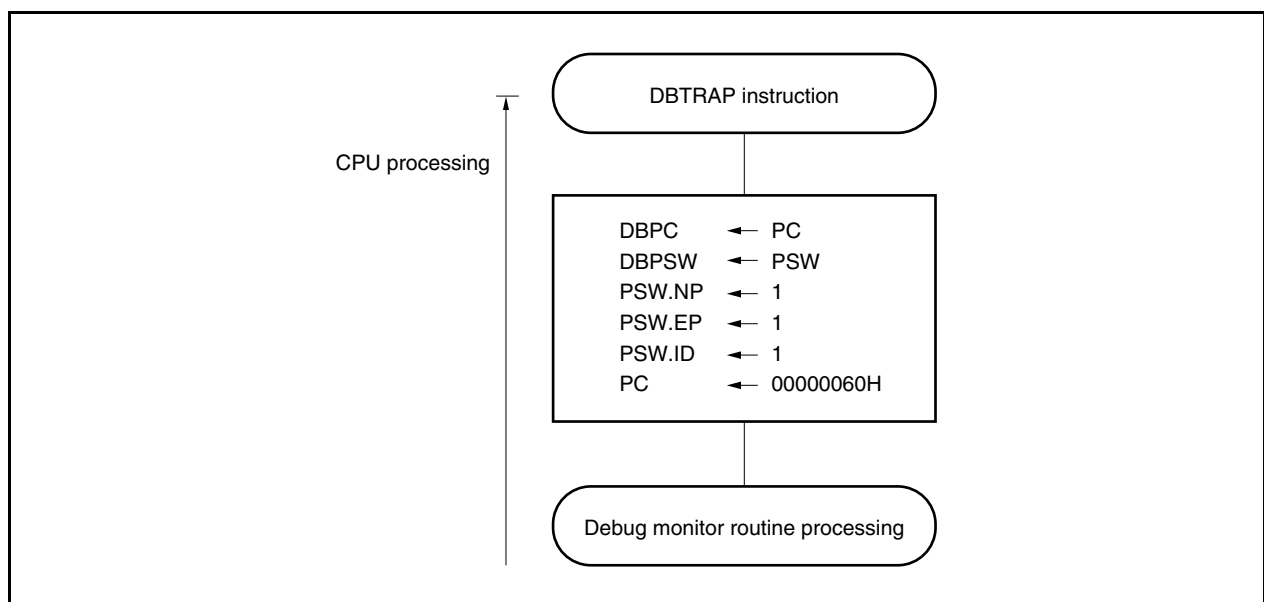 DBTRAP instruction
CPU processing
DBPC ← PC
DBPSW ← PSW
PSW.NP ← 1
PSW.EP ← 1
PSW.ID ← 1
PC ← 00000060H
Debug monitor routine processing